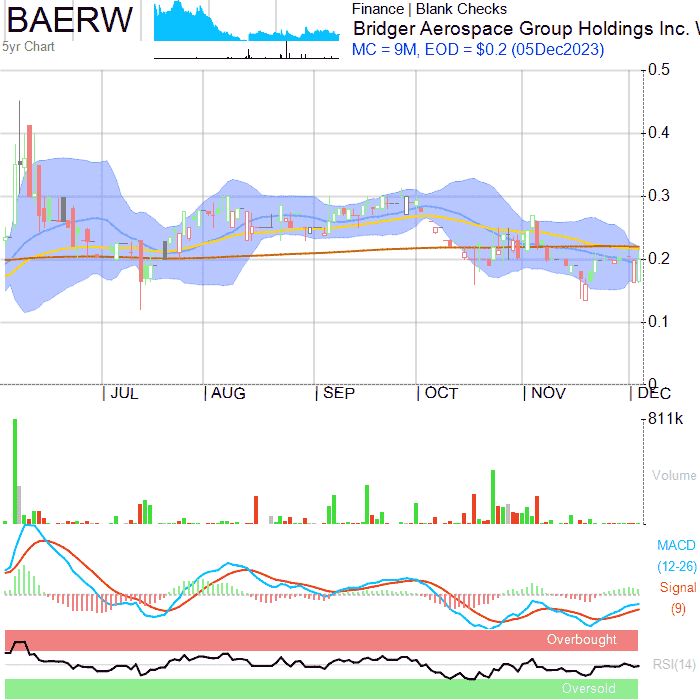 BAERW
5yr Chart
Finance | Blank Checks
Bridger Aerospace Group Holdings Inc. W
MC = 9M, EOD = $0.2 (05Dec2023)
0.5
0.4
0.3
0.2
0.1
0
JUL
AUG
SEP
OCT
NOV
DEC
811k
Volume
MACD
(12-26)
Signal
(9)
Overbought
RSI(14)
Oversold